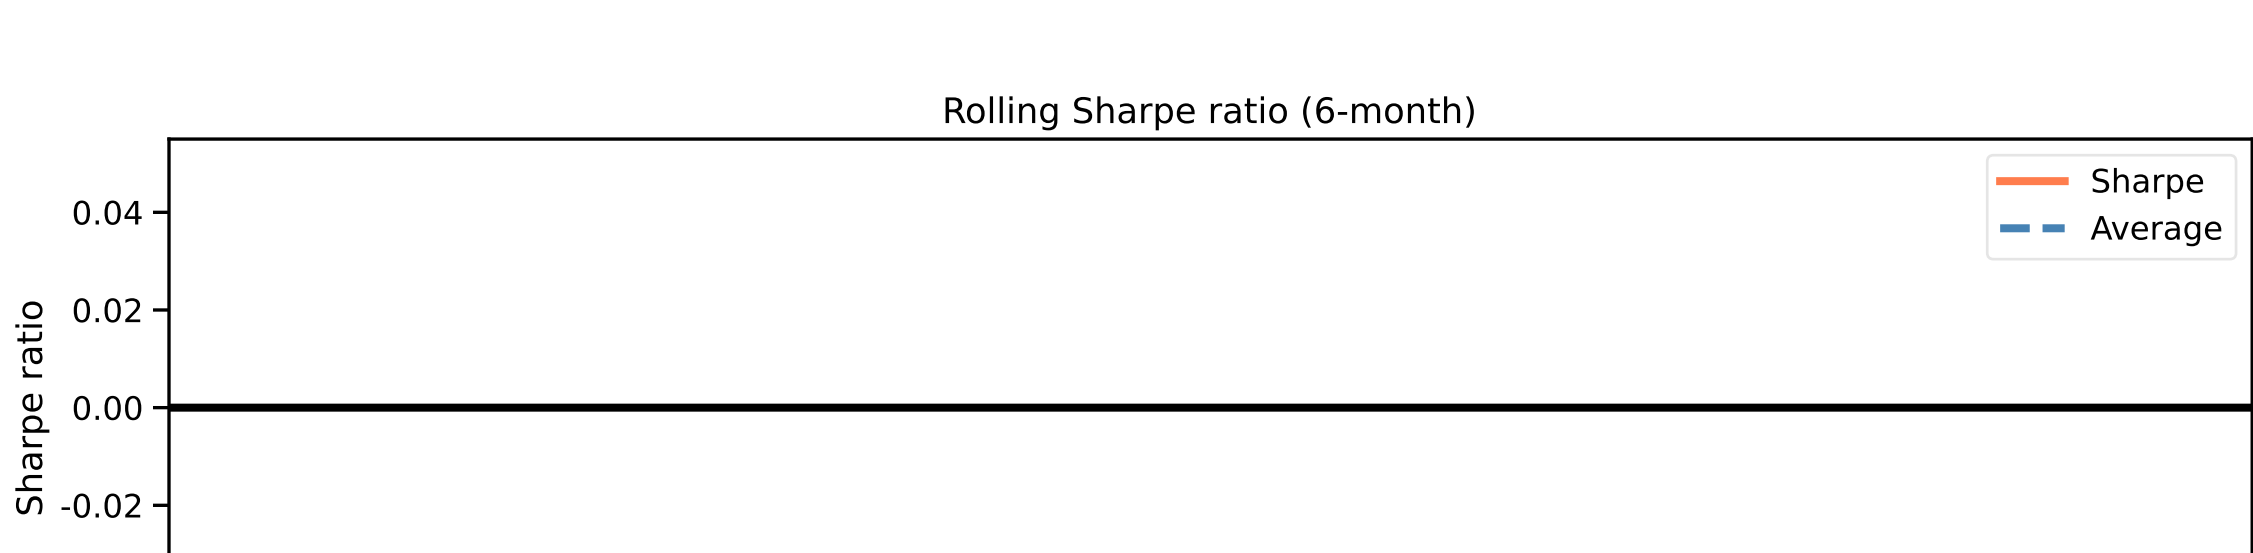 Rolling Sharpe ratio (6-month)
Sharpe
Average
0.04
0.02
0.00
-0.02
Sharpe ratio